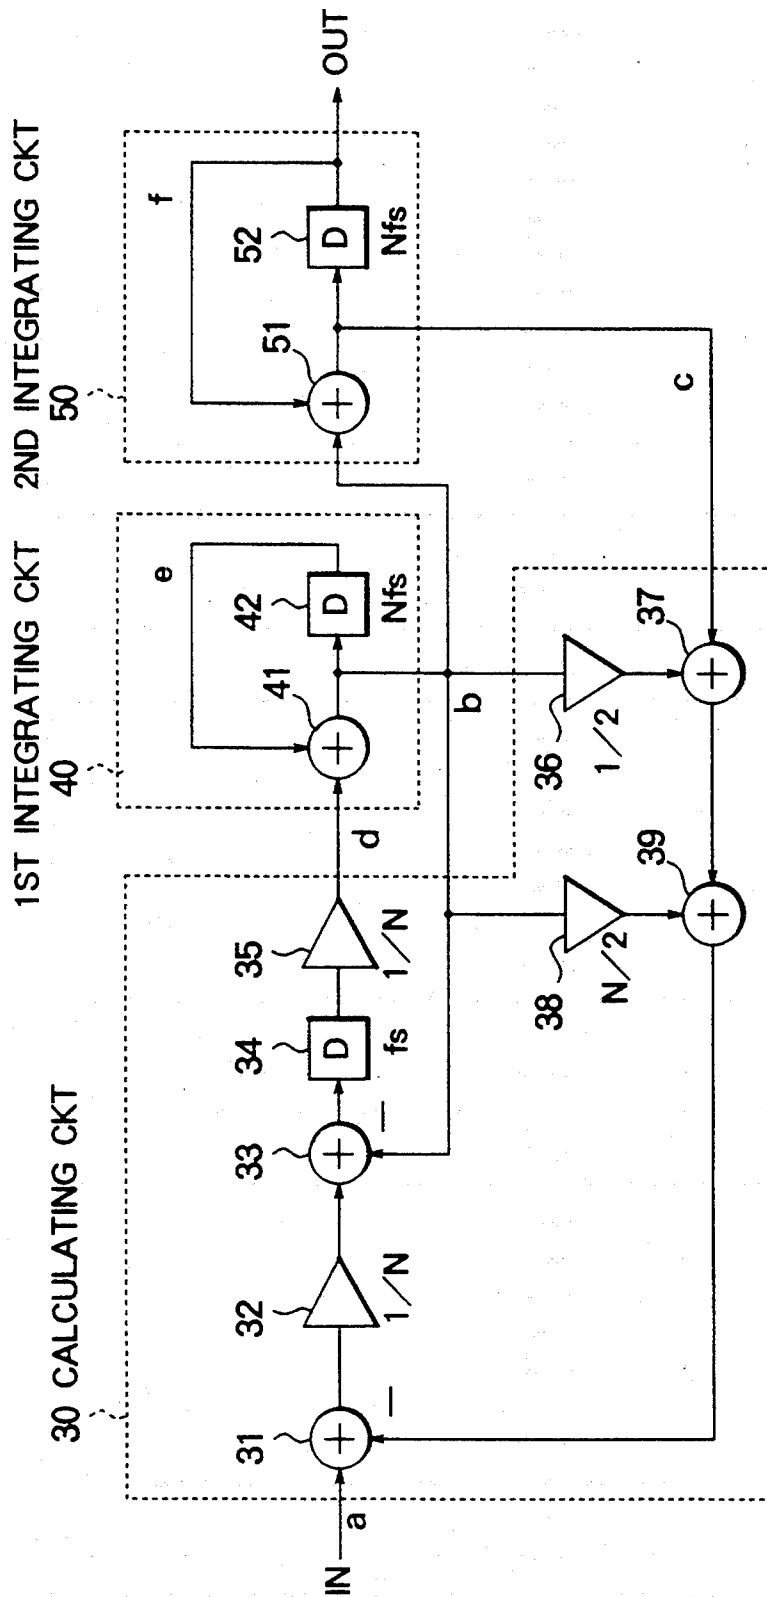 1ST INTEGRATING CKT
2ND INTEGRATING CKT
30 CALCULATING CKT
40
50
e
f
IN
a
31
+
−
32
1/N
33
+
−
34
D
fs
35
1/N
d
41
+
42
D
Nfs
51
+
52
D
Nfs
OUT
b
c
36
1/2
37
+
38
N/2
39
+